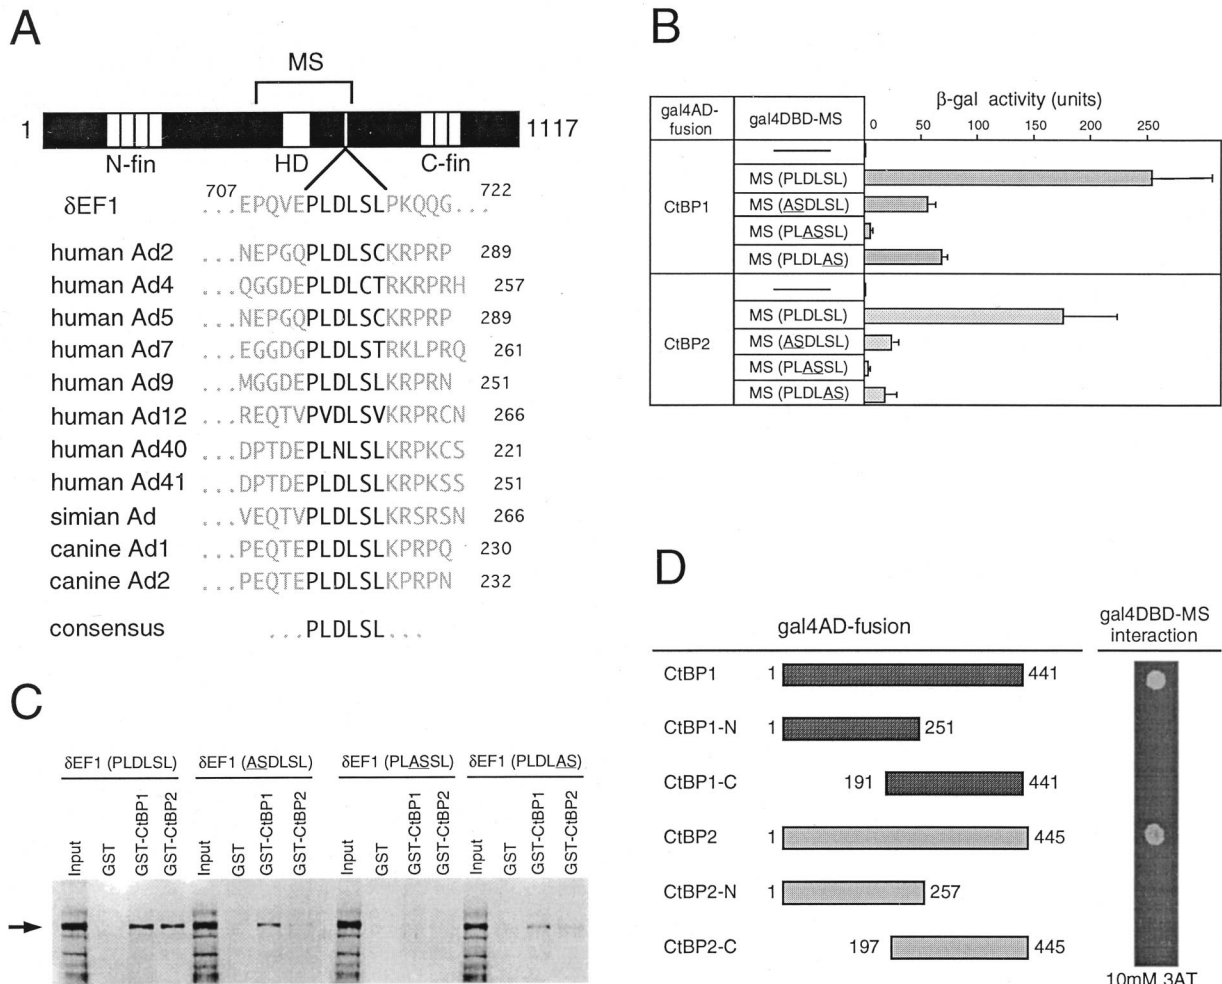 A
MS
1 1117
N-fin HD C-fin
δEF1 707 ...EPQVEPLDLSLPKQQG... 722
human Ad2 ...NEPGQPLDLSCKRPRP 289
human Ad4 ...QGGDEPLDLCTRKRPRH 257
human Ad5 ...NEPGQPLDLSCKRPRP 289
human Ad7 ...EGGDGPLDLSTRKLPRQ 261
human Ad9 ...MGGDEPLDLSLKRPRN 251
human Ad12 ...REQTVPVDLSVKRPRCN 266
human Ad40 ...DPTDEPLNLSLKRPKCS 221
human Ad41 ...DPTDEPLDLSLKRPKSS 251
simian Ad ...VEQTVPLDLSLKRSRSN 266
canine Ad1 ...PEQTEPLDLSLKPRPQ 230
canine Ad2 ...PEQTEPLDLSLKPRPN 232
consensus ...PLDLSL...
B
gal4AD-fusion gal4DBD-MS β-gal activity (units)
0 50 100 150 200 250
CtBP1
MS (PLDLSL)
MS (ASDLSL)
MS (PLASSL)
MS (PLDLAS)
CtBP2
MS (PLDLSL)
MS (ASDLSL)
MS (PLASSL)
MS (PLDLAS)
C
δEF1 (PLDLSL) δEF1 (ASDLSL) δEF1 (PLASSL) δEF1 (PLDLAS)
Input GST GST-CtBP1 GST-CtBP2 Input GST GST-CtBP1 GST-CtBP2 Input GST GST-CtBP1 GST-CtBP2 Input GST GST-CtBP1 GST-CtBP2
D
gal4AD-fusion
gal4DBD-MS
interaction
CtBP1 1 441
CtBP1-N 1 251
CtBP1-C 191 441
CtBP2 1 445
CtBP2-N 1 257
CtBP2-C 197 445
10mM 3AT